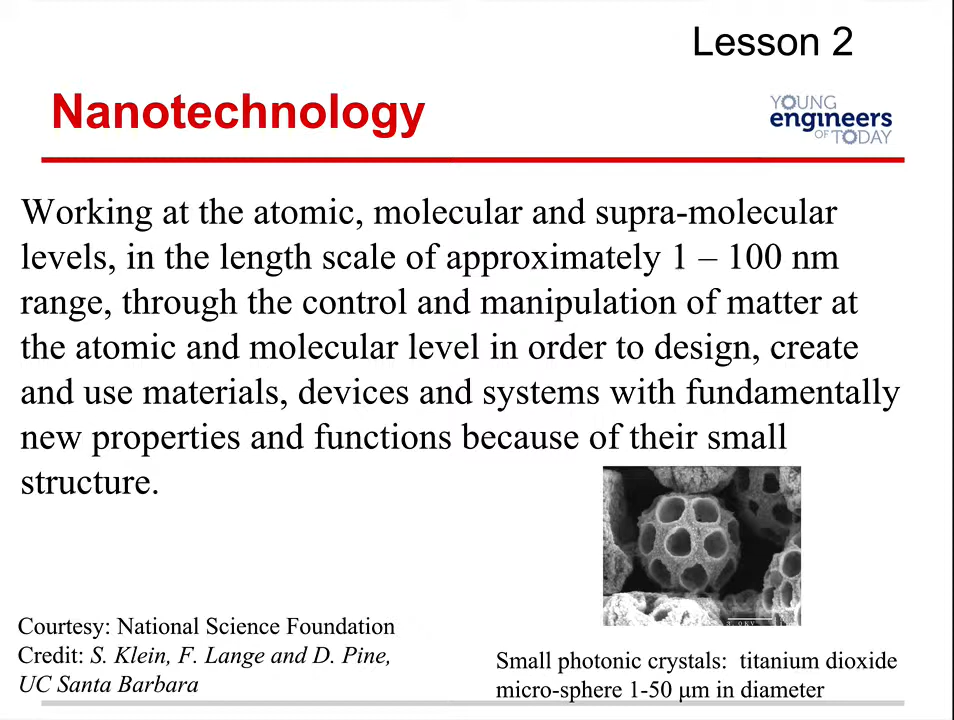 Lesson 2
Nanotechnology
YOUNG
engineers
OF TODAY
Working at the atomic, molecular and supra-molecular
levels, in the length scale of approximately 1 – 100 nm
range, through the control and manipulation of matter at
the atomic and molecular level in order to design, create
and use materials, devices and systems with fundamentally
new properties and functions because of their small
structure.
Courtesy: National Science Foundation
Credit: S. Klein, F. Lange and D. Pine,
UC Santa Barbara
Small photonic crystals:  titanium dioxide
micro-sphere 1-50 μm in diameter